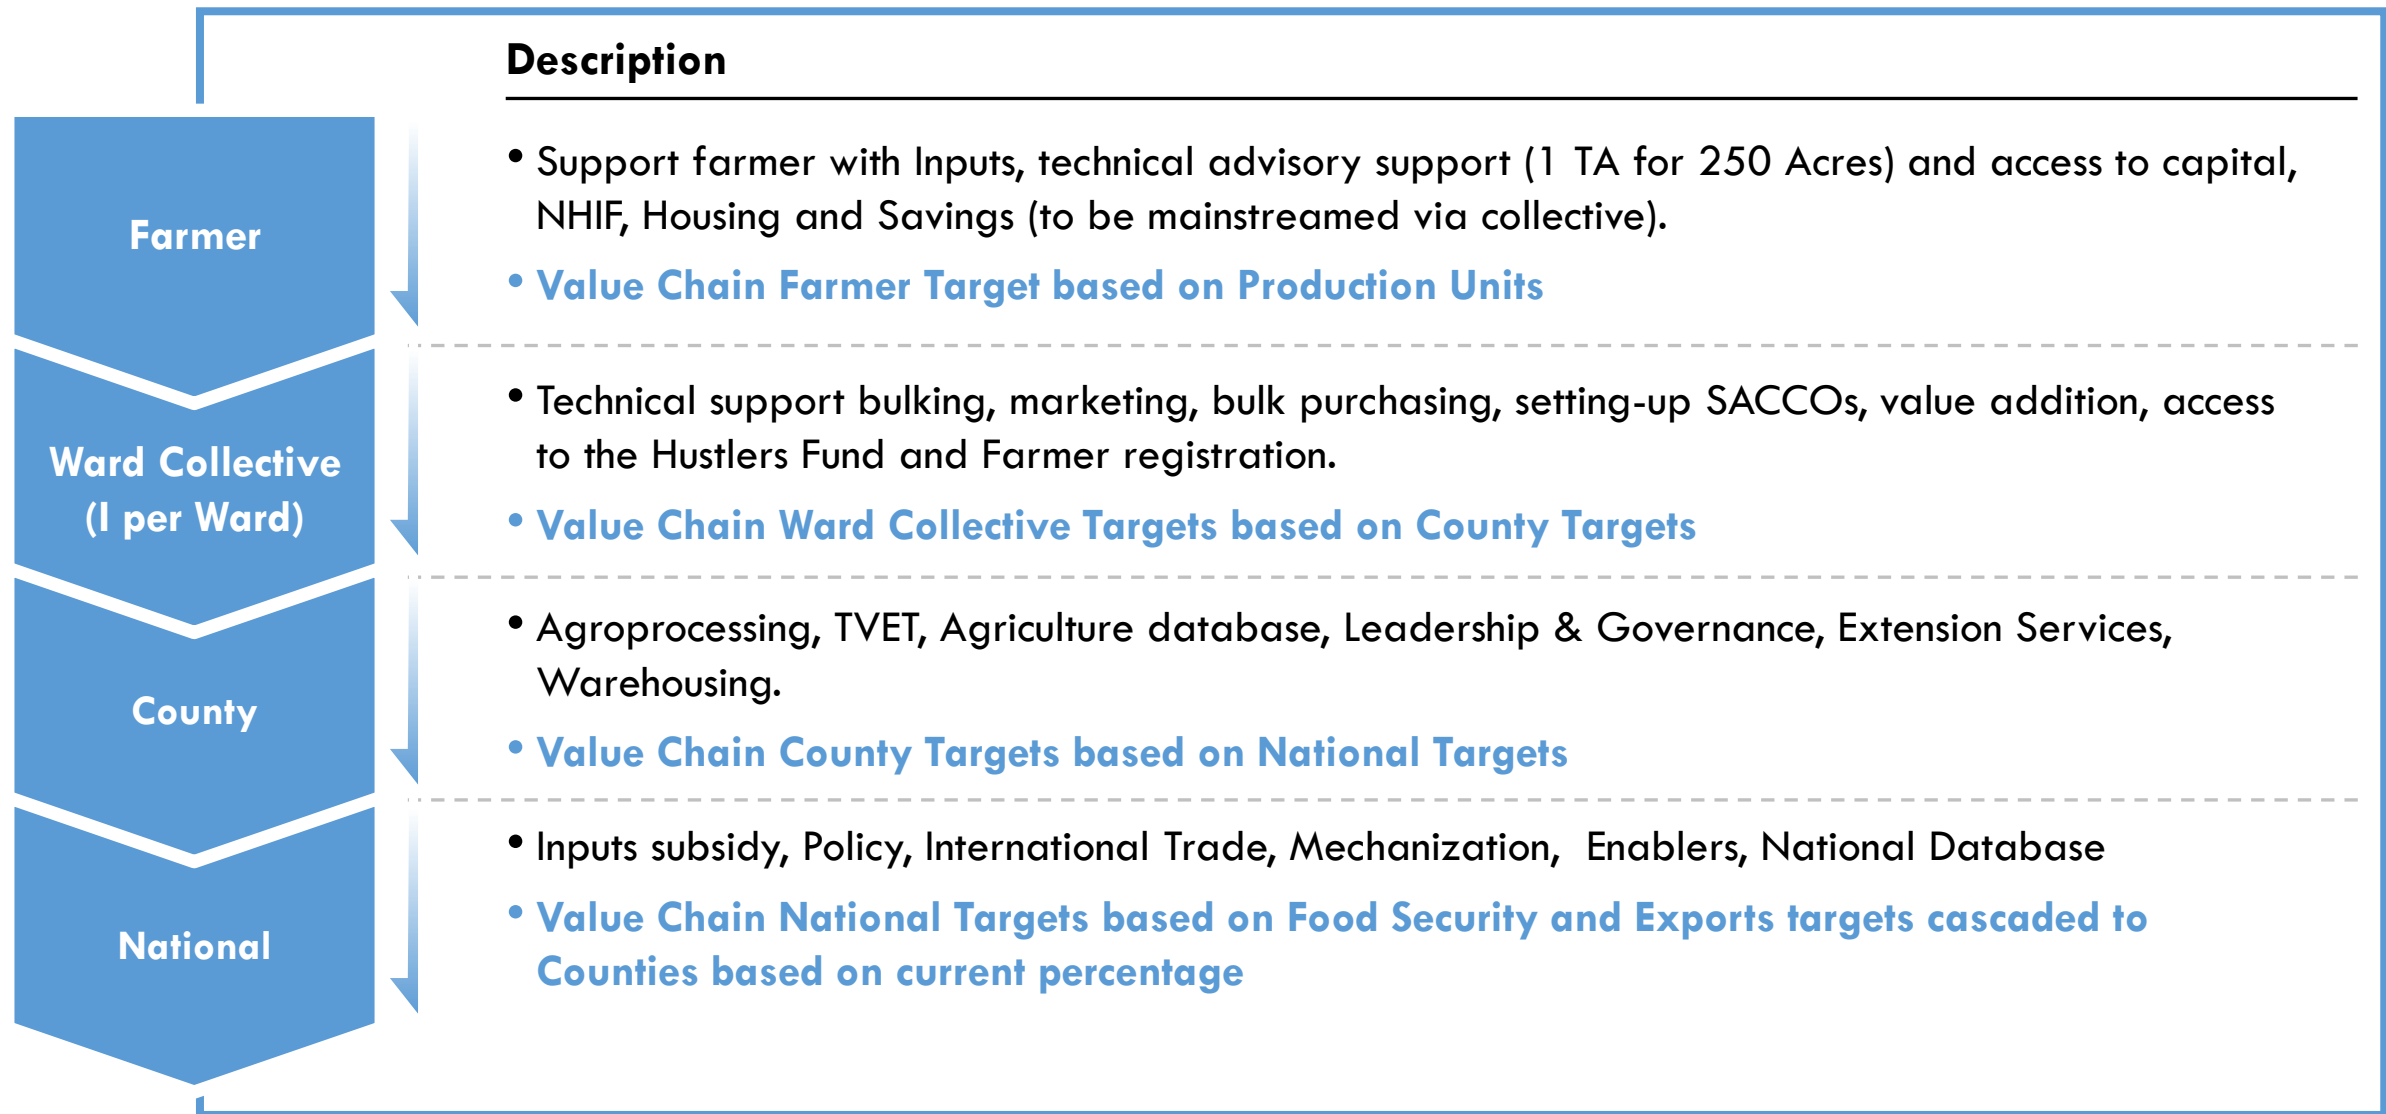 Description
Farmer
• Support farmer with Inputs, technical advisory support (1 TA for 250 Acres) and access to capital,
NHIF, Housing and Savings (to be mainstreamed via collective).
• Value Chain Farmer Target based on Production Units
Ward Collective
(I per Ward)
• Technical support bulking, marketing, bulk purchasing, setting-up SACCOs, value addition, access
to the Hustlers Fund and Farmer registration.
• Value Chain Ward Collective Targets based on County Targets
County
• Agroprocessing, TVET, Agriculture database, Leadership & Governance, Extension Services,
Warehousing.
• Value Chain County Targets based on National Targets
National
• Inputs subsidy, Policy, International Trade, Mechanization,  Enablers, National Database
• Value Chain National Targets based on Food Security and Exports targets cascaded to
Counties based on current percentage